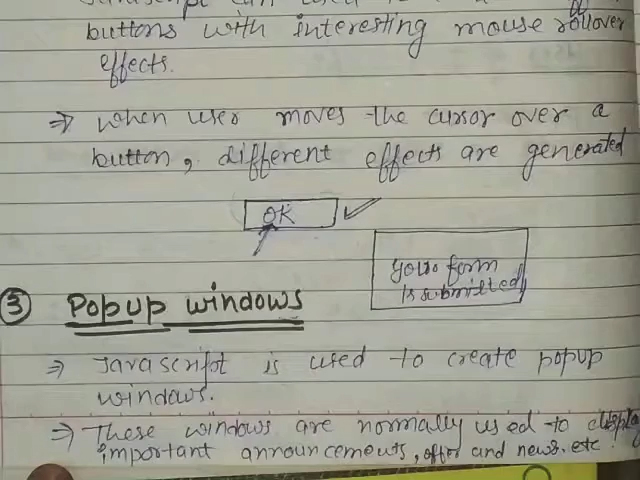 buttons with interesting mouse rollover
effects.
⇒ when user moves the cursor over a
button, different effects are generated
OK
your form
is submitted
③ Popup windows
⇒ Javascript is used to create popup
windows.
⇒ These windows are normally used to display
important announcements, offer and news. etc.